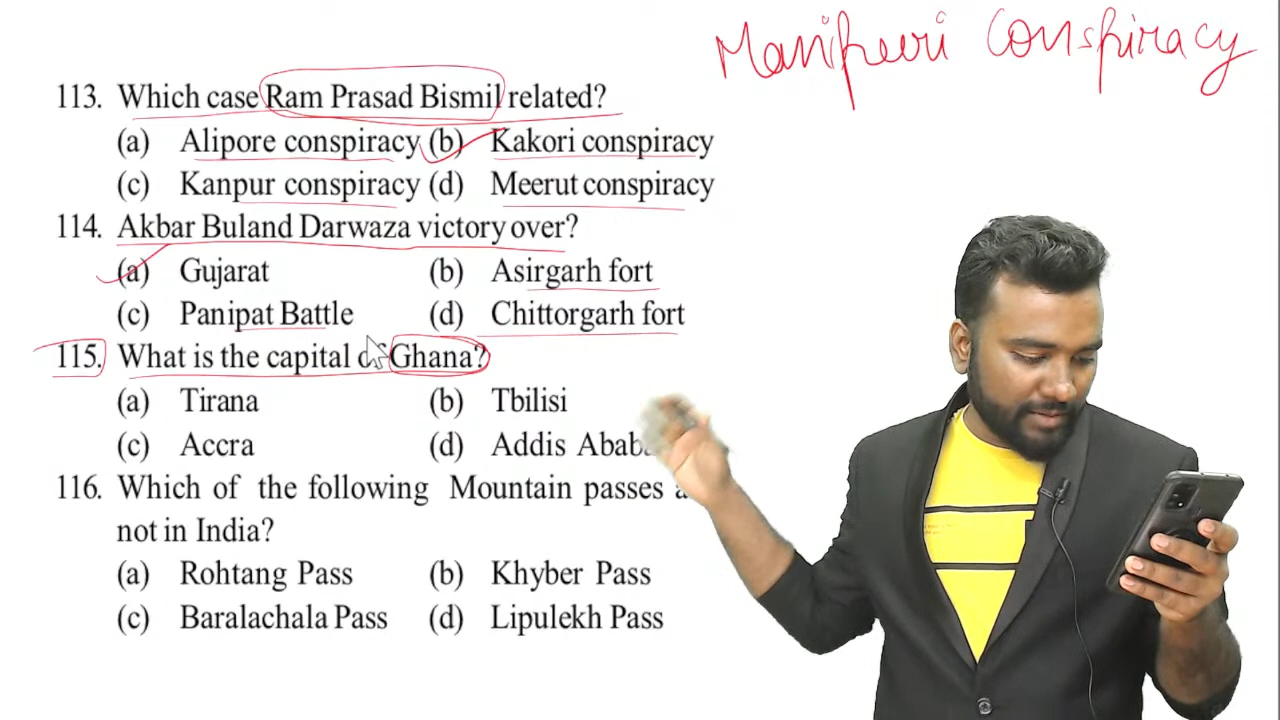 Manipuri Conspiracy
113. Which case Ram Prasad Bismil related?
(a) Alipore conspiracy (b) Kakori conspiracy
(c) Kanpur conspiracy (d) Meerut conspiracy
114. Akbar Buland Darwaza victory over?
(a) Gujarat (b) Asirgarh fort
(c) Panipat Battle (d) Chittorgarh fort
115. What is the capital of Ghana?
(a) Tirana (b) Tbilisi
(c) Accra (d) Addis
116. Which of the following Mountain passes
not in India?
(a) Rohtang Pass (b) Khyber Pass
(c) Baralachala Pass (d) Lipulekh Pass